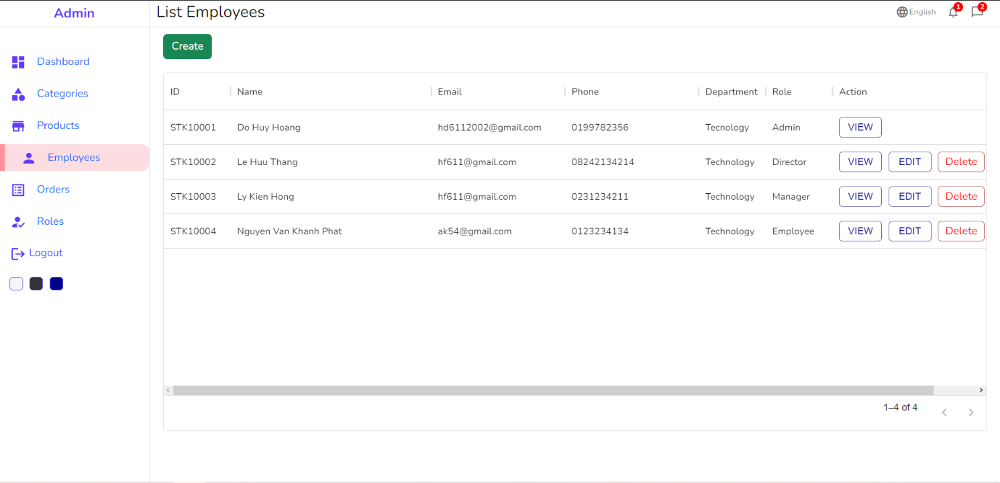 Admin
List Employees
English
1
2
Dashboard
Categories
Products
Employees
Orders
Roles
Logout
Create
ID Name Email Phone Department Role Action
STK10001 Do Huy Hoang hd6112002@gmail.com 0199782356 Tecnology Admin VIEW
STK10002 Le Huu Thang hf611@gmail.com 08242134214 Technology Director VIEW EDIT Delete
STK10003 Ly Kien Hong hf611@gmail.com 0231234211 Technology Manager VIEW EDIT Delete
STK10004 Nguyen Van Khanh Phat ak54@gmail.com 0123234134 Technology Employee VIEW EDIT Delete
1–4 of 4